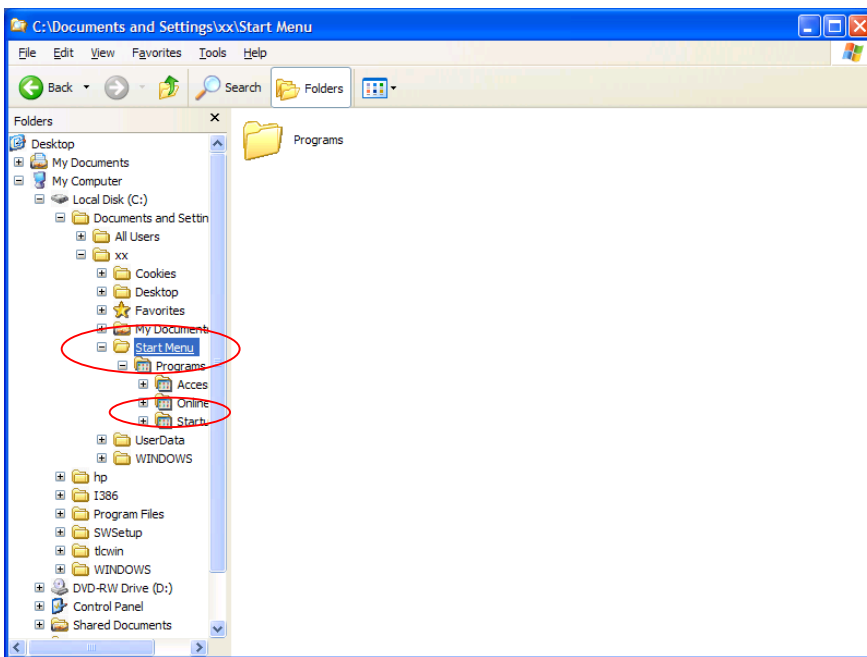 C:\Documents and Settings\xx\Start Menu
File Edit View Favorites Tools Help
Back Search Folders
Folders
Desktop
My Documents
My Computer
Local Disk (C:)
Documents and Settin
All Users
xx
Cookies
Desktop
Favorites
My Document
Start Menu
Programs
Acces
Online
Startu
UserData
WINDOWS
hp
I386
Program Files
SWSetup
tlcwin
WINDOWS
DVD-RW Drive (D:)
Control Panel
Shared Documents
Programs